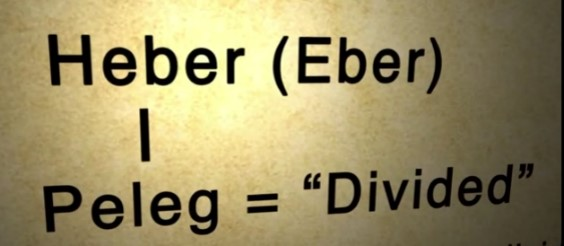 Heber (Eber)
|
Peleg = “Divided”